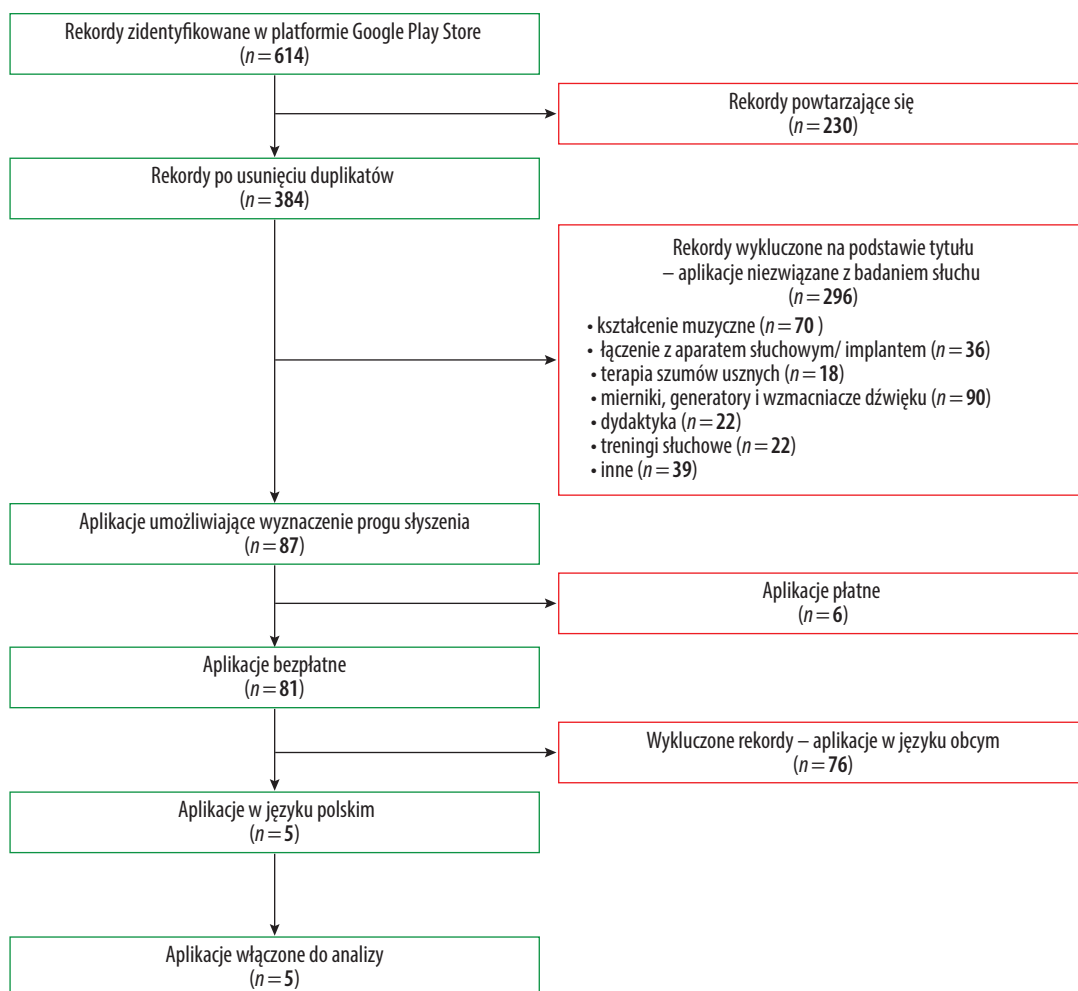 Rekordy zidentyfikowane w platformie Google Play Store
(n = 614)
Rekordy powtarzające się
(n = 230)
Rekordy po usunięciu duplikatów
(n = 384)
Rekordy wykluczone na podstawie tytułu
– aplikacje niezwiązane z badaniem słuchu
(n = 296)
• kształcenie muzyczne (n = 70 )
• łączenie z aparatem słuchowym/ implantem (n = 36)
• terapia szumów usznych (n = 18)
• mierniki, generatory i wzmacniacze dźwięku (n = 90)
• dydaktyka (n = 22)
• treningi słuchowe (n = 22)
• inne (n = 39)
Aplikacje umożliwiające wyznaczenie progu słyszenia
(n = 87)
Aplikacje płatne
(n = 6)
Aplikacje bezpłatne
(n = 81)
Wykluczone rekordy – aplikacje w języku obcym
(n = 76)
Aplikacje w języku polskim
(n = 5)
Aplikacje włączone do analizy
(n = 5)